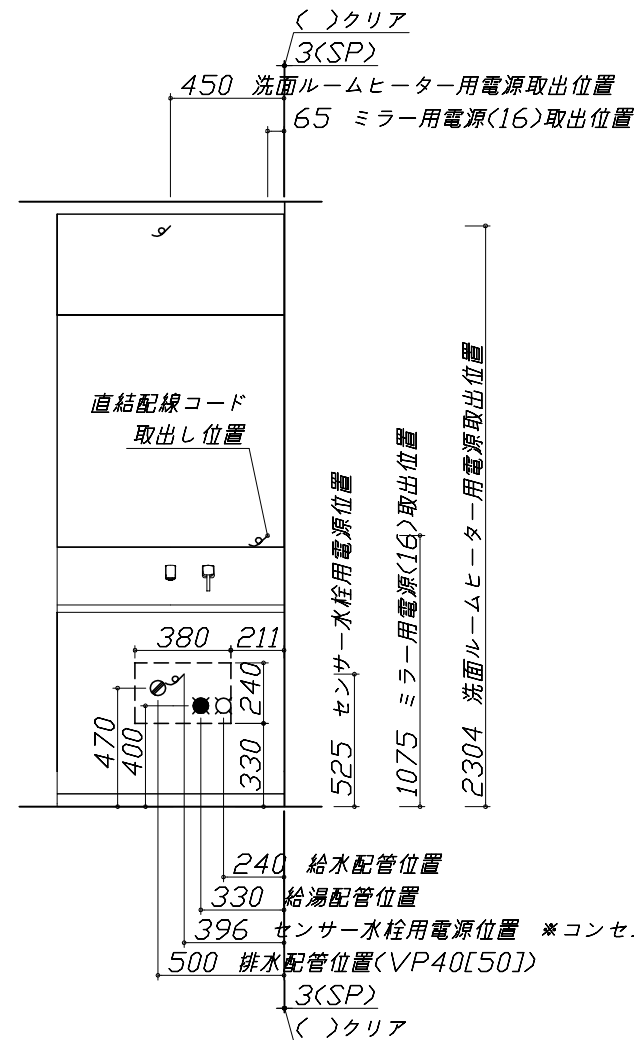 ( )クリア
3(SP)
450 洗面ルームヒーター用電源取出位置
65 ミラー用電源(16)取出位置
直結配線コード
取出し位置
380
211
240
330
470
400
525 センサー水栓用電源位置
1075 ミラー用電源(16)取出位置
2304 洗面ルームヒーター用電源取出位置
240 給水配管位置
330 給湯配管位置
396 センサー水栓用電源位置 ※コンセ
500 排水配管位置(VP40[50])
3(SP)
( )クリア